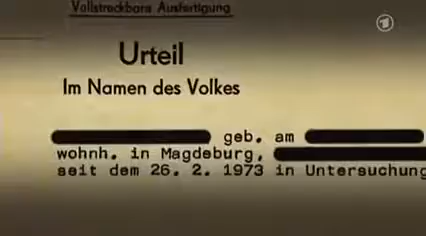 Vollstreckbare Ausfertigung
Urteil
Im Namen des Volkes
geb. am
wohnh. in Magdeburg,
seit dem 26. 2. 1973 in Untersuchung